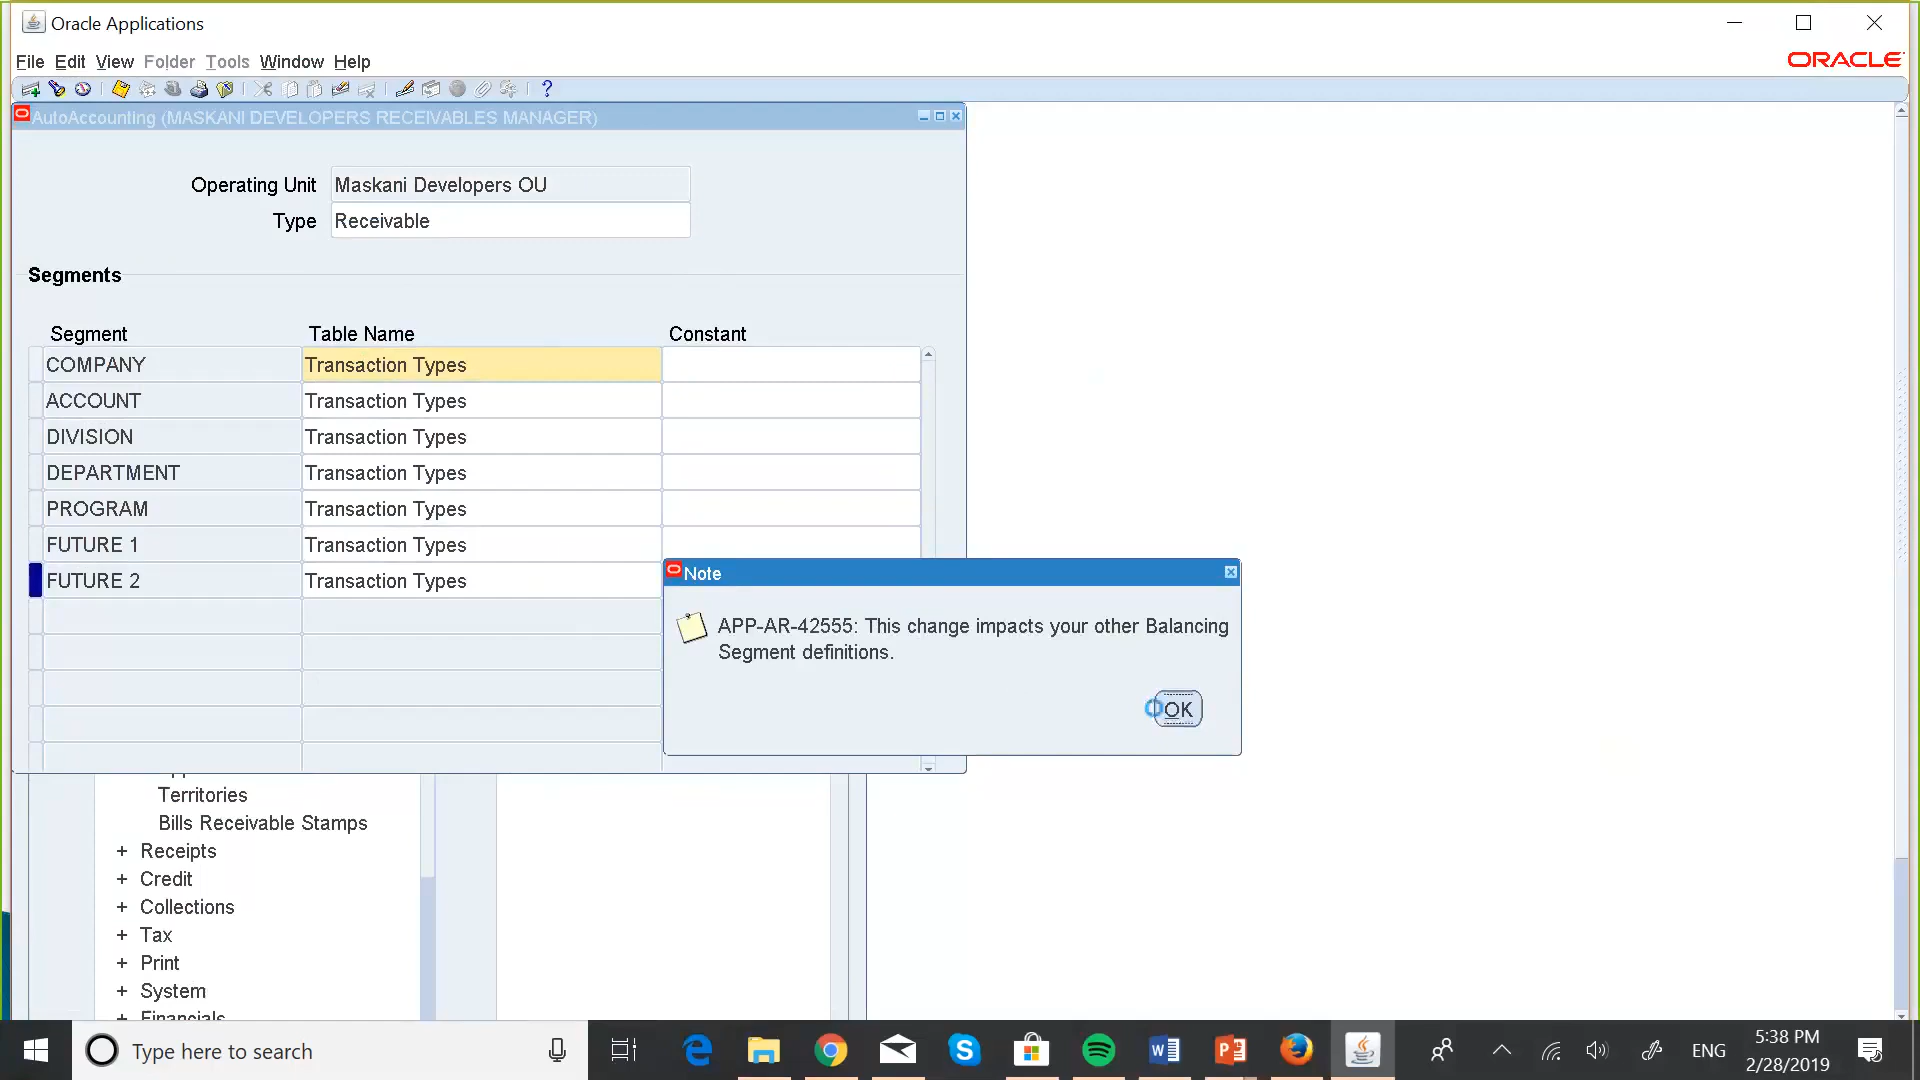 Oracle Applications
File Edit View Folder Tools Window Help
ORACLE
AutoAccounting (MASKANI DEVELOPERS RECEIVABLES MANAGER)
Operating Unit Maskani Developers OU
Type Receivable
Segments
Segment Table Name Constant
COMPANY Transaction Types
ACCOUNT Transaction Types
DIVISION Transaction Types
DEPARTMENT Transaction Types
PROGRAM Transaction Types
FUTURE 1 Transaction Types
FUTURE 2 Transaction Types
Note
APP-AR-42555: This change impacts your other Balancing
Segment definitions.
OK
Territories
Bills Receivable Stamps
+ Receipts
+ Credit
+ Collections
+ Tax
+ Print
+ System
+ Financials
Type here to search
ENG
5:38 PM
2/28/2019